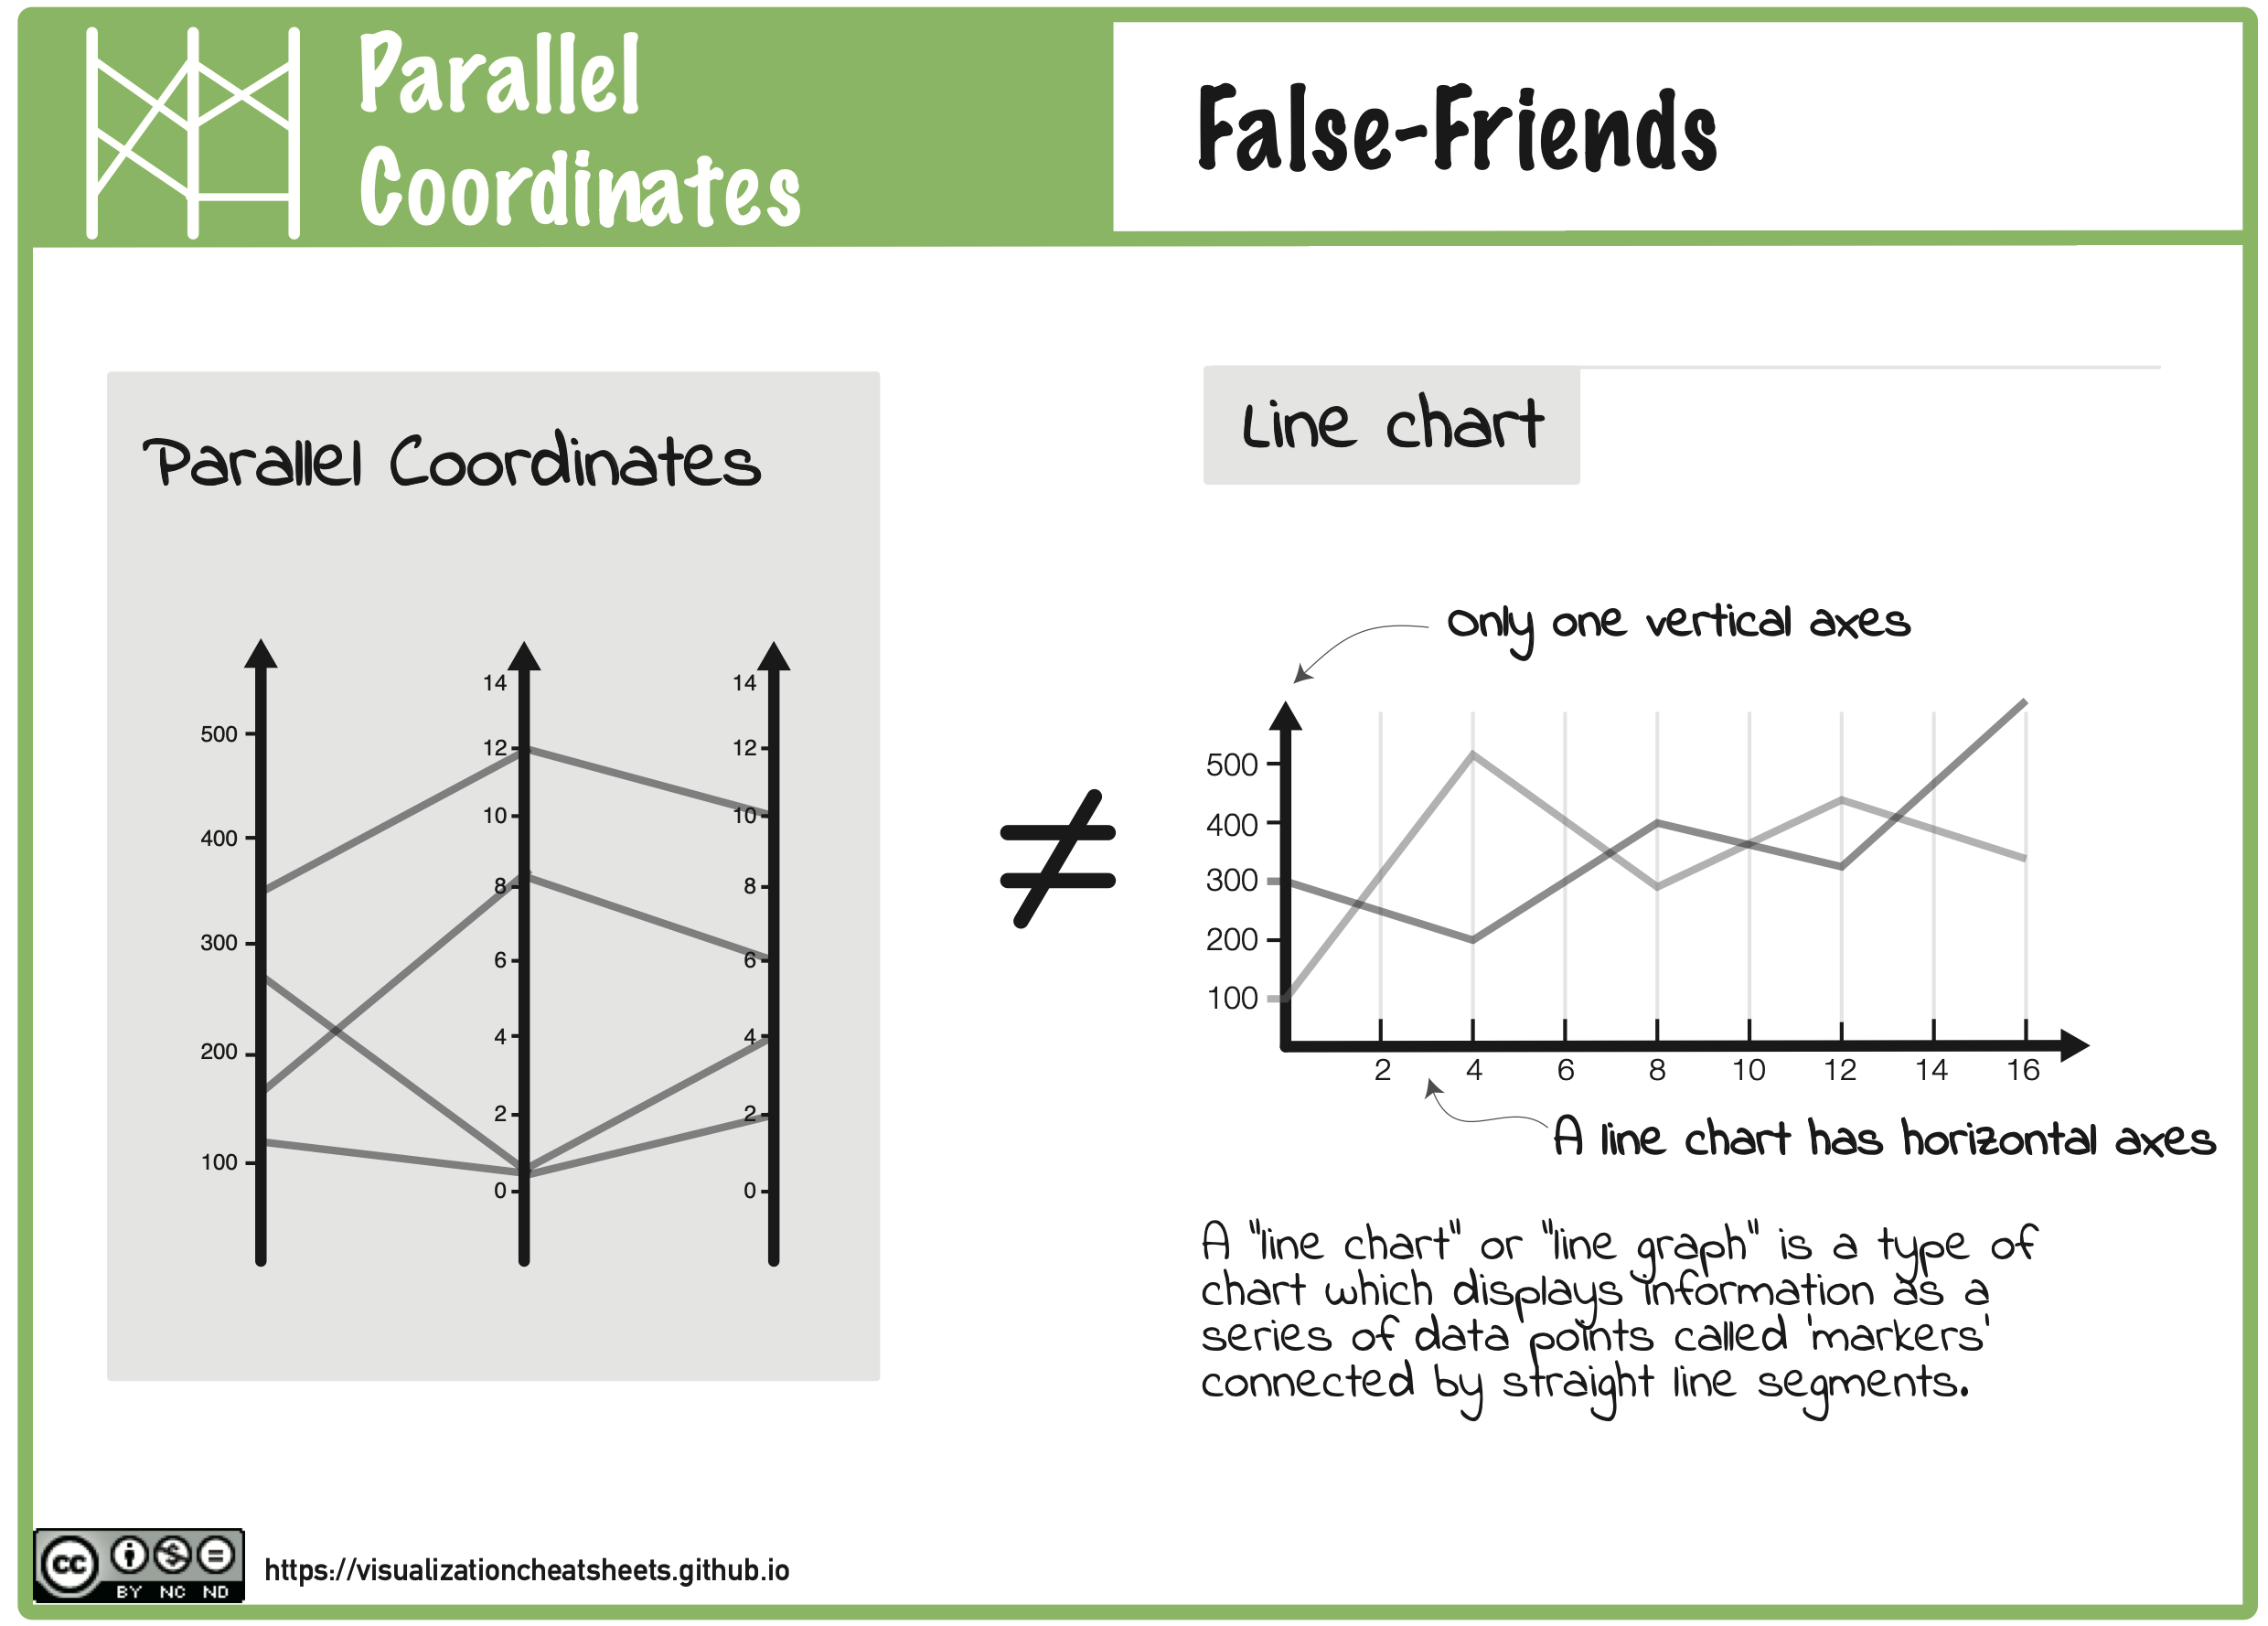 Parallel
Coordinates
False-Friends
Parallel Coordinates
500
400
300
200
100
14
12
10
8
6
4
2
0
14
12
10
8
6
4
2
0
≠
Line chart
only one vertical axes
500
400
300
200
100
2 4 6 8 10 12 14 16
A line chart has horizontal axes
A "line chart" or "line graph" is a type of
chart which displays information as a
series of data points called 'markers'
connected by straight line segments.
cc BY NC ND
https://visualizationcheatsheets.github.io